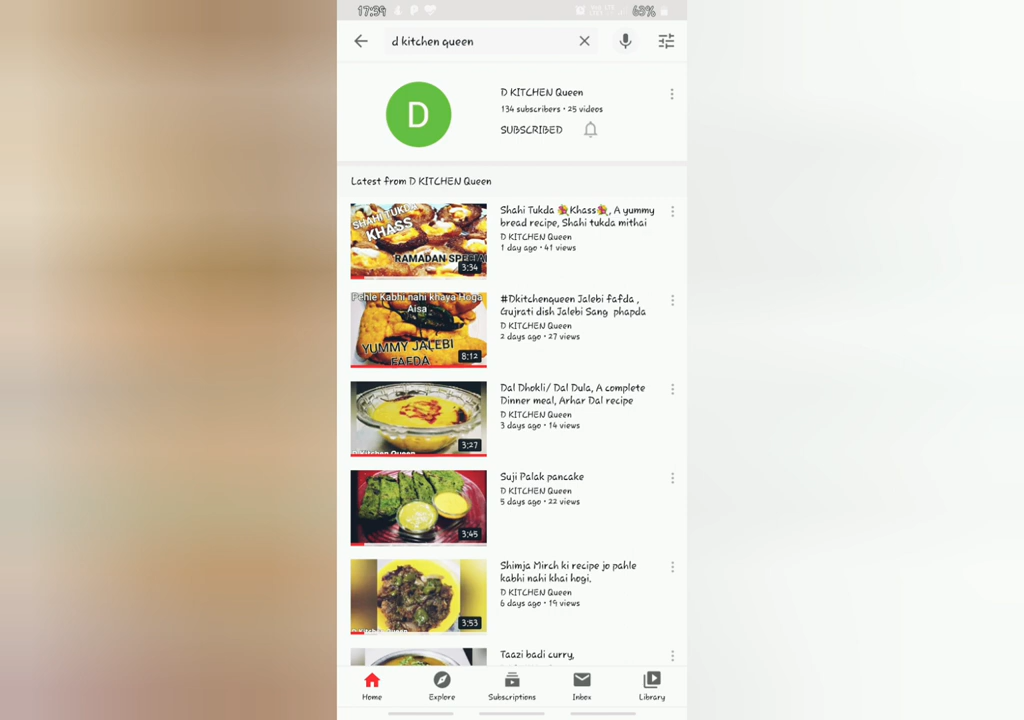 17:39
63%
d kitchen queen
D
D KITCHEN Queen
134 subscribers • 25 videos
SUBSCRIBED
Latest from D KITCHEN Queen
SHAHI TUKDA
KHASS
RAMADAN SPECIA
3:34
Shahi Tukda 💐Khass💐, A yummy
bread recipe, Shahi tukda mithai
D KITCHEN Queen
1 day ago • 41 views
Pehle Kabhi nahi khaya Hoga
Aisa
YUMMY JALEBI
FAFDA
8:12
#Dkitchenqueen Jalebi fafda ,
Gujrati dish Jalebi Sang phapda
D KITCHEN Queen
2 days ago • 27 views
D Kitchen Queen
3:27
Dal Dhokli/ Dal Dula, A complete
Dinner meal, Arhar Dal recipe
D KITCHEN Queen
3 days ago • 14 views
3:45
Suji Palak pancake
D KITCHEN Queen
5 days ago • 22 views
D Kitchen Queen
3:53
Shimja Mirch ki recipe jo pahle
kabhi nahi khai hogi.
D KITCHEN Queen
6 days ago • 19 views
Taazi badi curry,
Home
Explore
Subscriptions
Inbox
Library